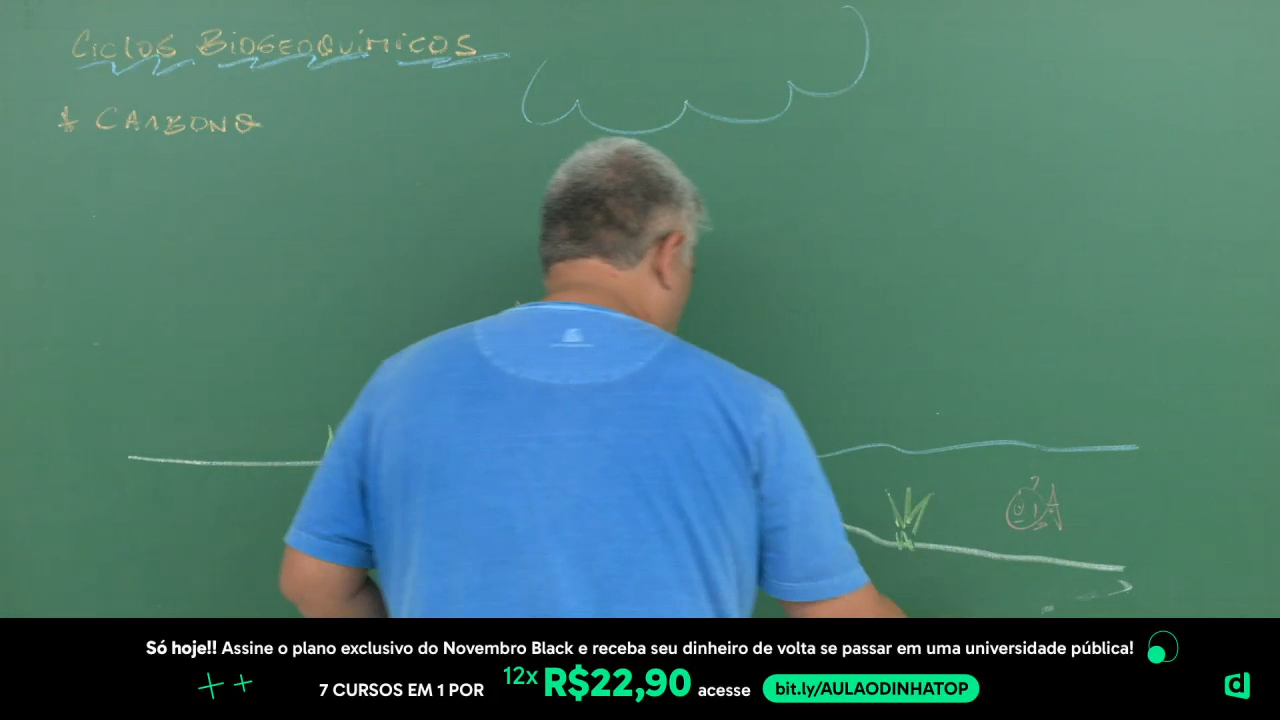 CICLOS BIOGEOQUÍMICOS
* CARBONO
Só hoje!! Assine o plano exclusivo do Novembro Black e receba seu dinheiro de volta se passar em uma universidade pública!
7 CURSOS EM 1 POR 12x R$22,90 acesse bit.ly/AULAODINHATOP
d